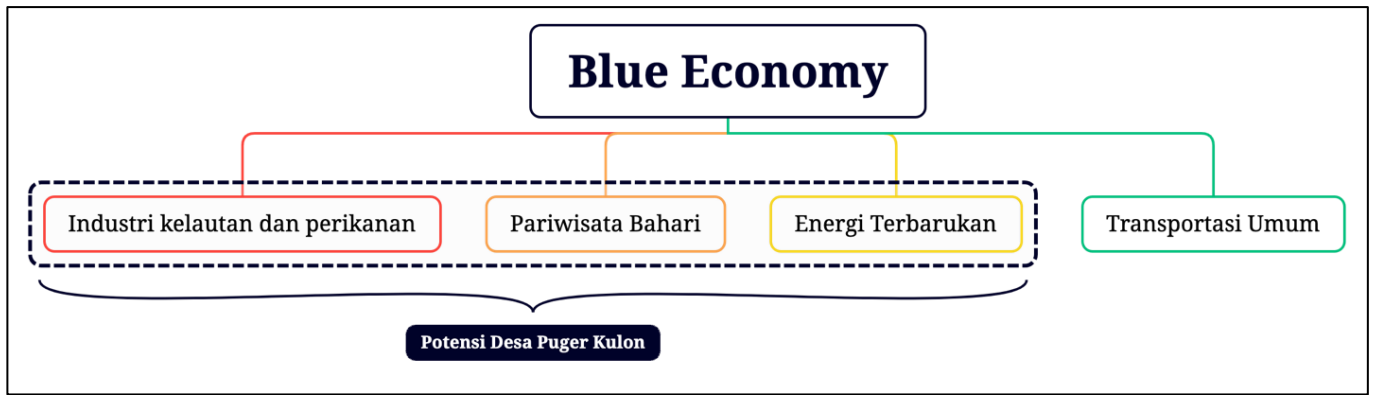 Blue Economy
Industri kelautan dan perikanan
Pariwisata Bahari
Energi Terbarukan
Transportasi Umum
Potensi Desa Puger Kulon